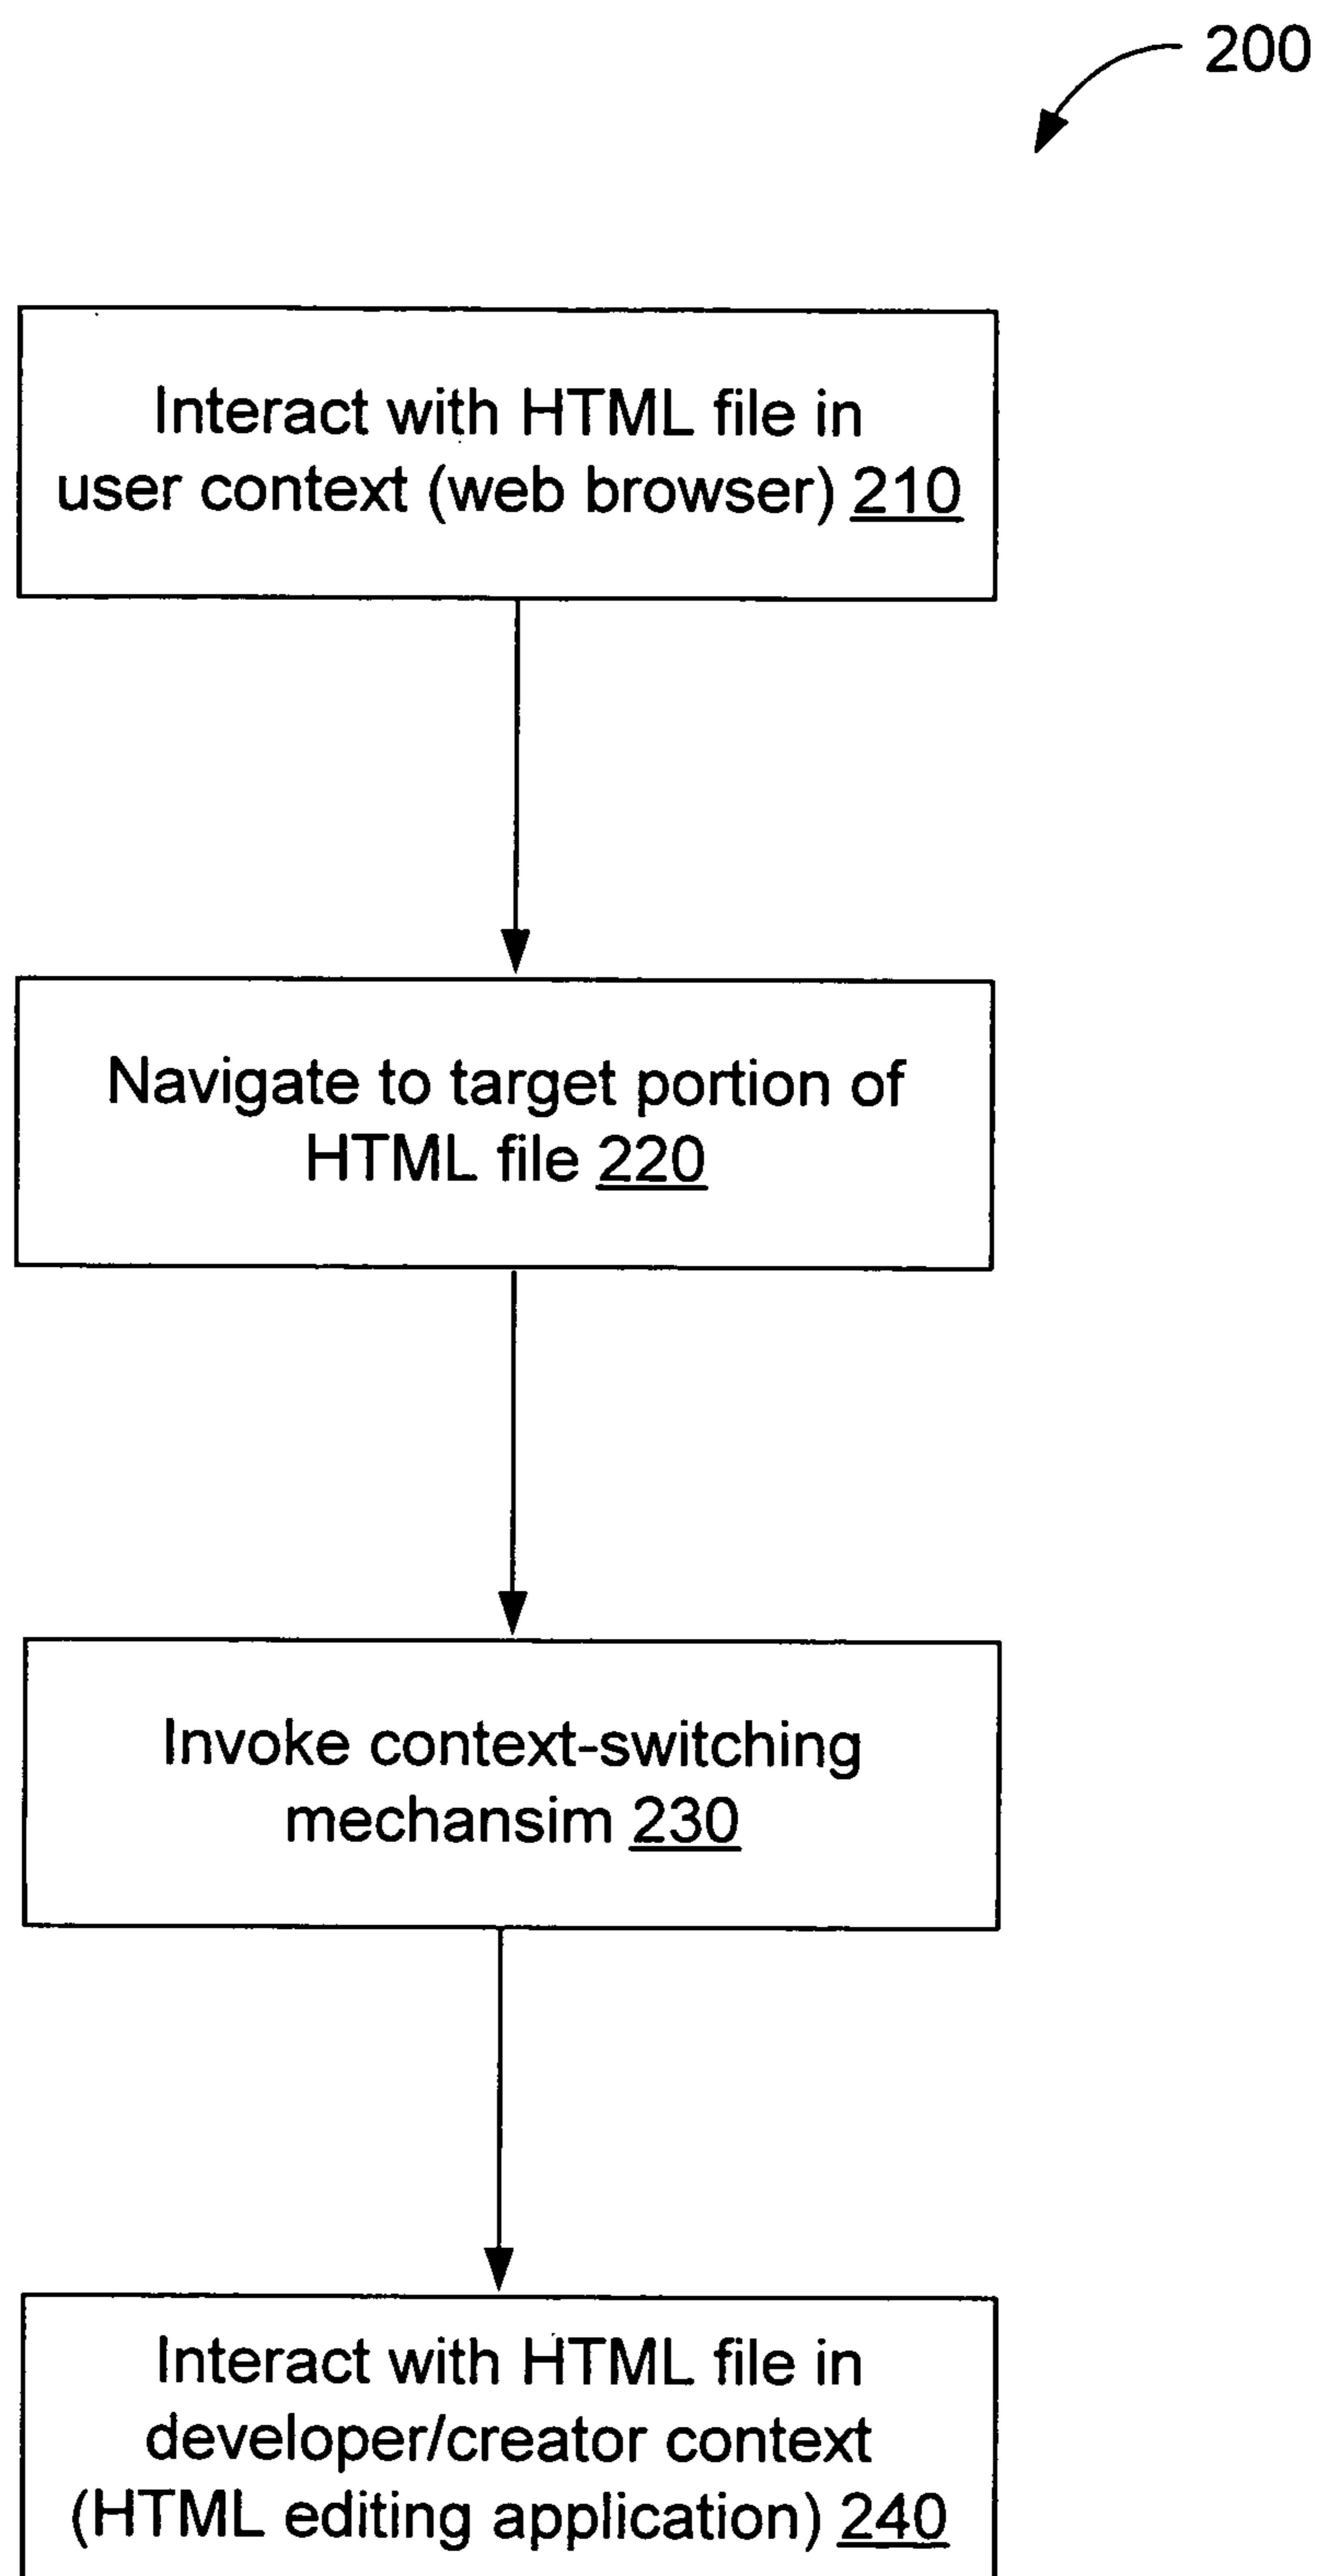 200
Interact with HTML file in
user context (web browser) 210
Navigate to target portion of
HTML file 220
Invoke context-switching
mechansim 230
Interact with HTML file in
developer/creator context
(HTML editing application) 240